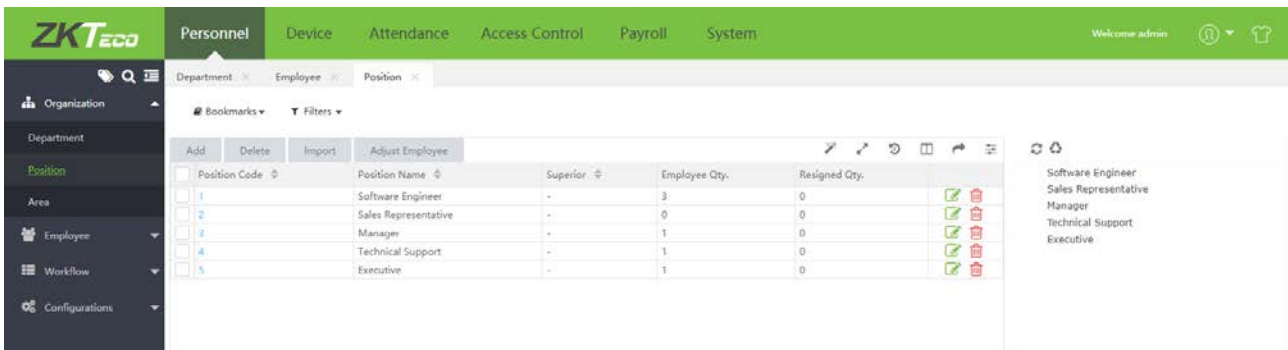 ZKTeco
Personnel Device Attendance Access Control Payroll System
Welcome admin
Department Employee Position
Organization
Department
Position
Area
Employee
Workflow
Configurations
Bookmarks Filters
Add Delete Import Adjust Employee
Position Code Position Name Superior Employee Qty. Resigned Qty.
1 Software Engineer - 3 0
2 Sales Representative - 0 0
3 Manager - 1 0
4 Technical Support - 1 0
5 Executive - 1 0
Software Engineer
Sales Representative
Manager
Technical Support
Executive